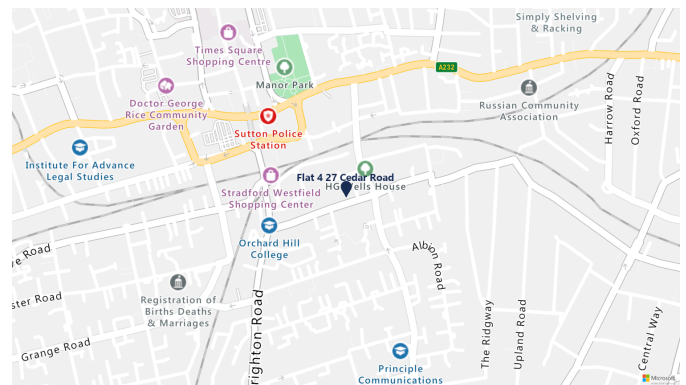 Simply Shelving
& Racking
Times Square
Shopping Centre
A232
Manor Park
Doctor George
Rice Community
Garden
Russian Community
Association
Harrow Road
Oxford Road
Sutton Police
Station
Institute For Advance
Legal Studies
Flat 4 27 Cedar Road
HG Wells House
Stradford Westfield
Shopping Center
Orchard Hill
College
Albion Road
ve Road
Registration of
Births Deaths
& Marriages
ster Road
Grange Road
righton Road
The Ridgway
Upland Road
Central Way
Principle
Communications
Microsoft